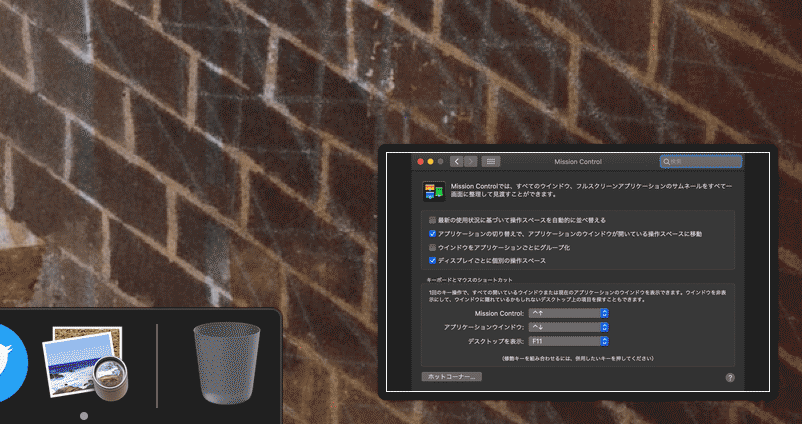 Mission Control
検索
Mission Controlでは、すべてのウインドウ、フルスクリーンアプリケーションのサムネールをすべて一
画面に整理して見渡すことができます。
最新の使用状況に基づいて操作スペースを自動的に並べ替える
アプリケーションの切り替えで、アプリケーションのウインドウが開いている操作スペースに移動
ウインドウをアプリケーションごとにグループ化
ディスプレイごとに個別の操作スペース
キーボードとマウスのショートカット
1回のキー操作で、すべての開いているウインドウまたは現在のアプリケーションのウインドウを表示できます。ウインドウを非表
示にして、ウインドウに隠れているかもしれないデスクトップ上の項目を探すこともできます。
Mission Control: ^↑
アプリケーションウインドウ: ^↓
デスクトップを表示: F11
(修飾キーを組み合わせるには、併用したいキーを押してください)
ホットコーナー... ?